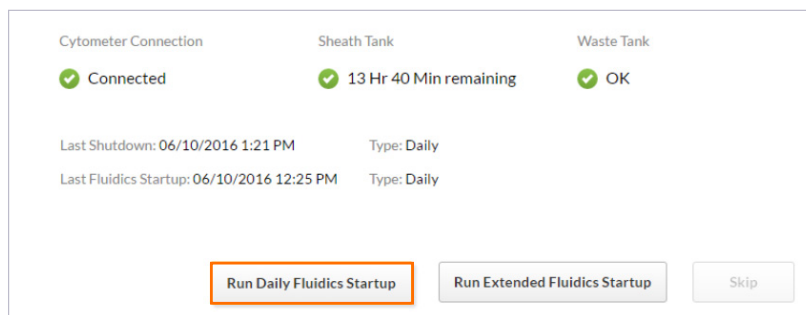 Cytometer Connection Sheath Tank Waste Tank
Connected 13 Hr 40 Min remaining OK
Last Shutdown: 06/10/2016 1:21 PM Type: Daily
Last Fluidics Startup: 06/10/2016 12:25 PM Type: Daily
Run Daily Fluidics Startup Run Extended Fluidics Startup Skip